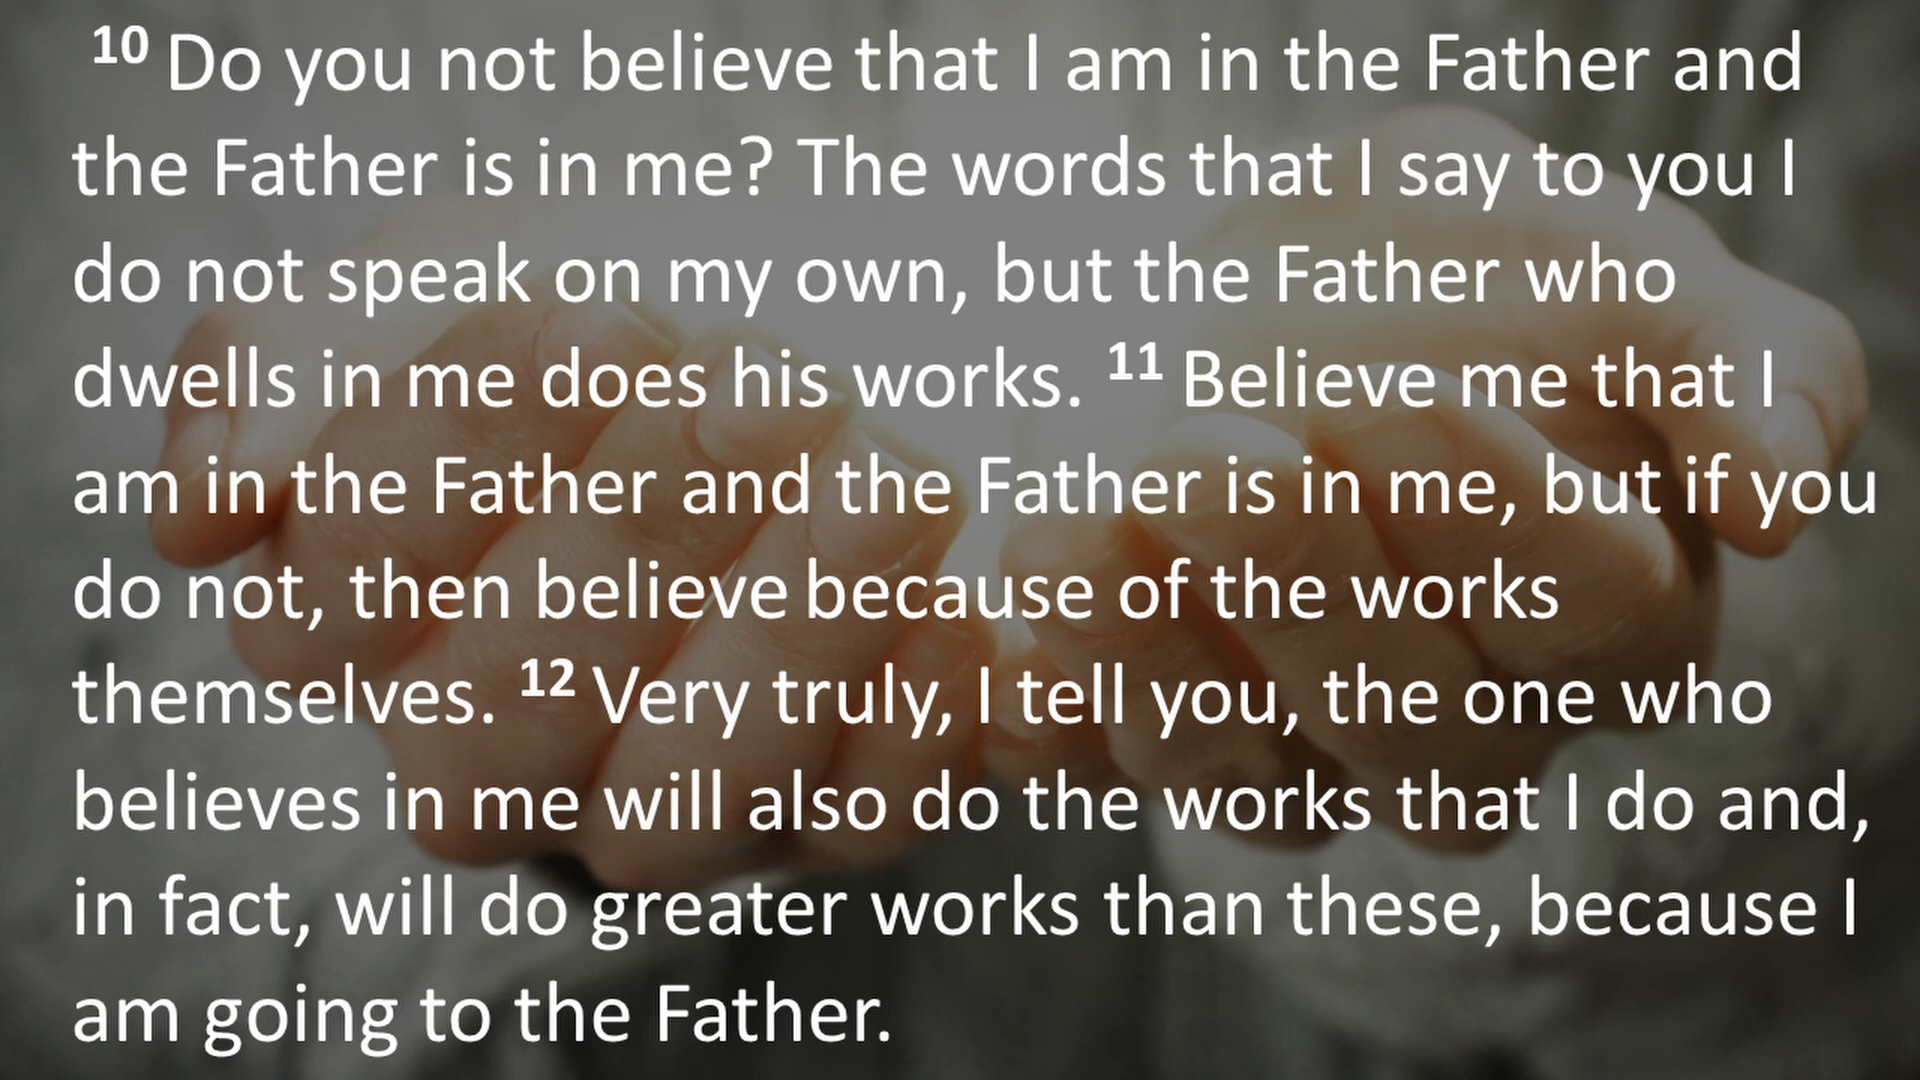 10 Do you not believe that I am in the Father and
the Father is in me? The words that I say to you I
do not speak on my own, but the Father who
dwells in me does his works. 11 Believe me that I
am in the Father and the Father is in me, but if you
do not, then believe because of the works
themselves. 12 Very truly, I tell you, the one who
believes in me will also do the works that I do and,
in fact, will do greater works than these, because I
am going to the Father.